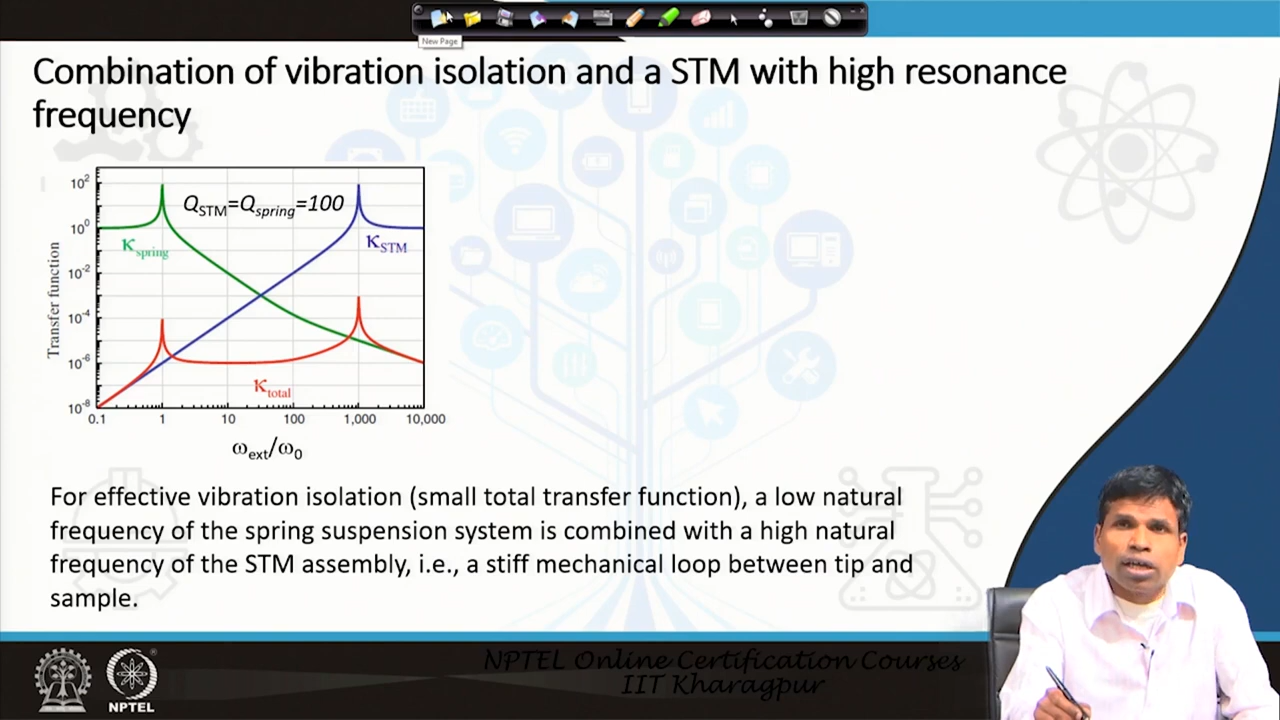 New Page
Combination of vibration isolation and a STM with high resonance
frequency
Q_STM=Q_spring=100
κ_spring
κ_STM
κ_total
Transfer function
10^2
10^0
10^-2
10^-4
10^-6
10^-8
0.1 1 10 100 1,000 10,000
ω_ext/ω_0
For effective vibration isolation (small total transfer function), a low natural
frequency of the spring suspension system is combined with a high natural
frequency of the STM assembly, i.e., a stiff mechanical loop between tip and
sample.
NPTEL
NPTEL Online Certification Courses
IIT Kharagpur